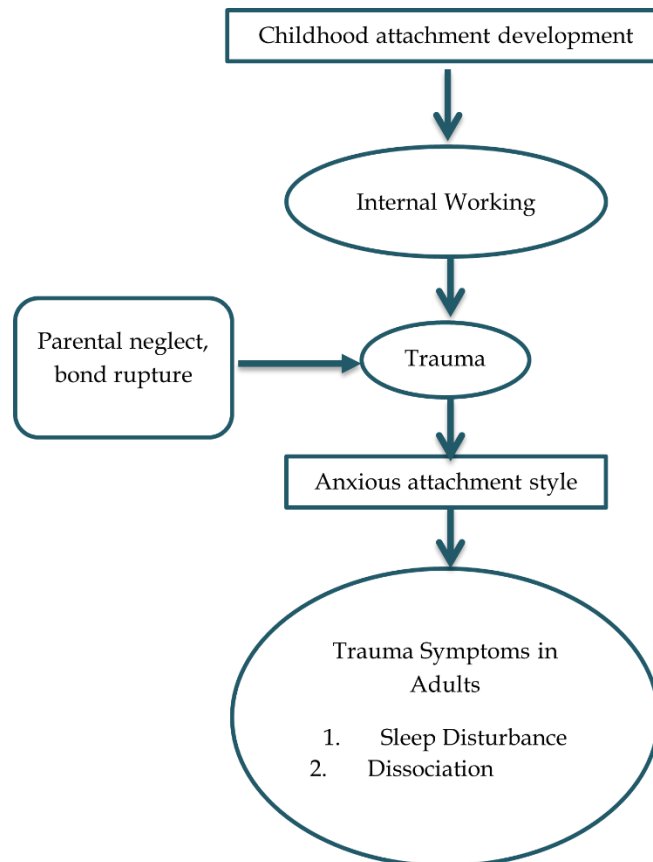 Childhood attachment development
Internal Working
Parental neglect,
bond rupture
Trauma
Anxious attachment style
Trauma Symptoms in
Adults
1. Sleep Disturbance
2. Dissociation